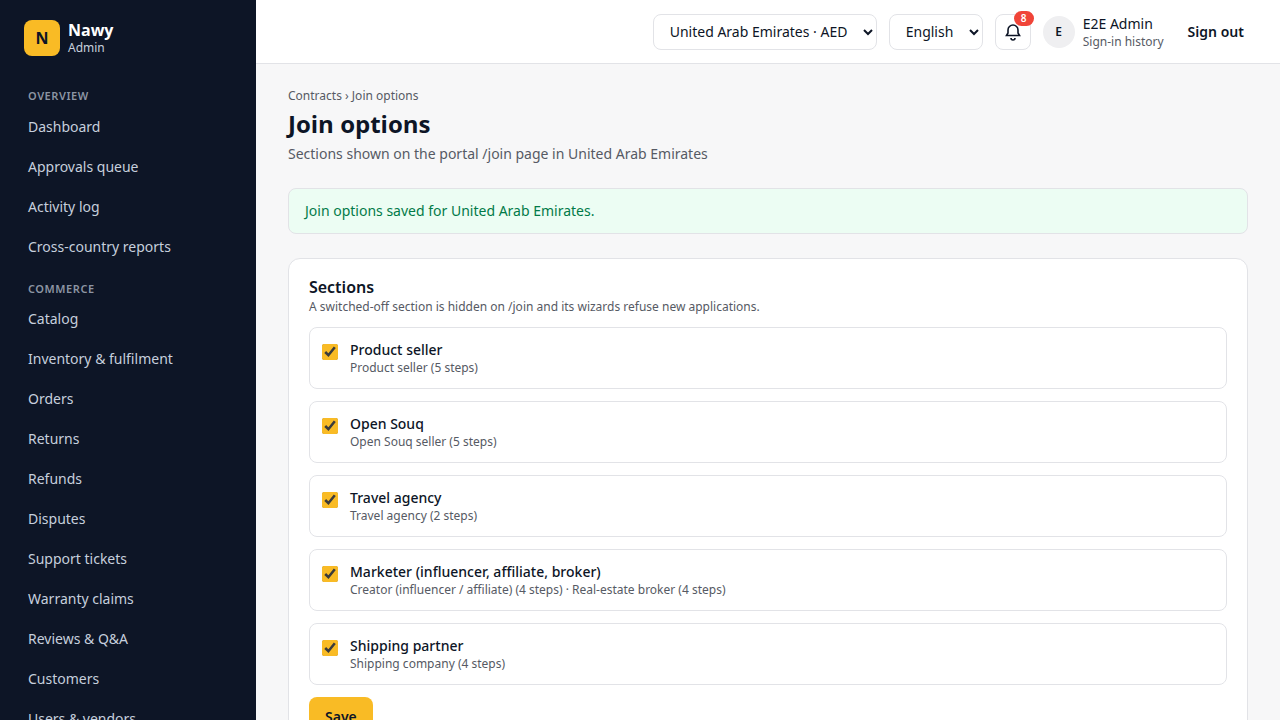 N
Nawy
Admin
OVERVIEW
Dashboard
Approvals queue
Activity log
Cross-country reports
COMMERCE
Catalog
Inventory & fulfilment
Orders
Returns
Refunds
Disputes
Support tickets
Warranty claims
Reviews & Q&A
Customers
Users & vendors
United Arab Emirates · AED
English
8
E
E2E Admin
Sign-in history
Sign out
Contracts › Join options
Join options
Sections shown on the portal /join page in United Arab Emirates
Join options saved for United Arab Emirates.
Sections
A switched-off section is hidden on /join and its wizards refuse new applications.
Product seller
Product seller (5 steps)
Open Souq
Open Souq seller (5 steps)
Travel agency
Travel agency (2 steps)
Marketer (influencer, affiliate, broker)
Creator (influencer / affiliate) (4 steps) · Real-estate broker (4 steps)
Shipping partner
Shipping company (4 steps)
Save